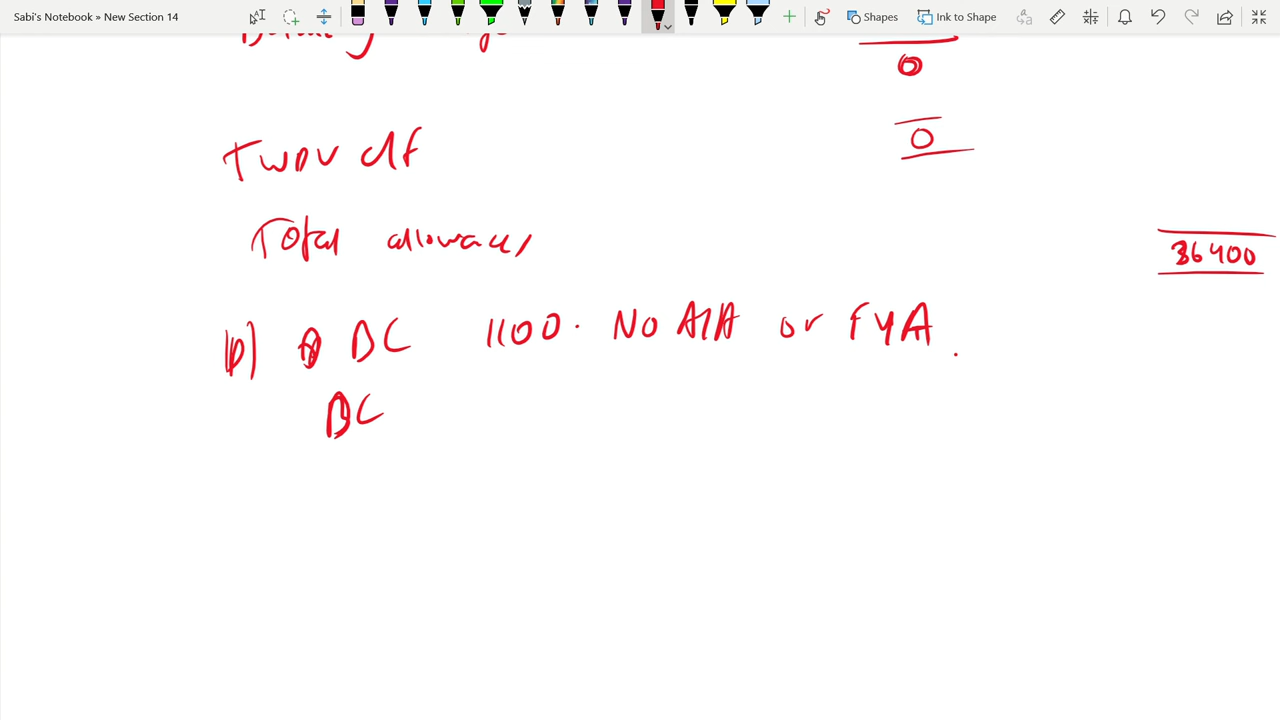 Sabi's Notebook » New Section 14
Shapes
Ink to Shape
0
0
TWDV c/f
Total allowances
36400
b) BC 1100. No AIA or FYA.
BC